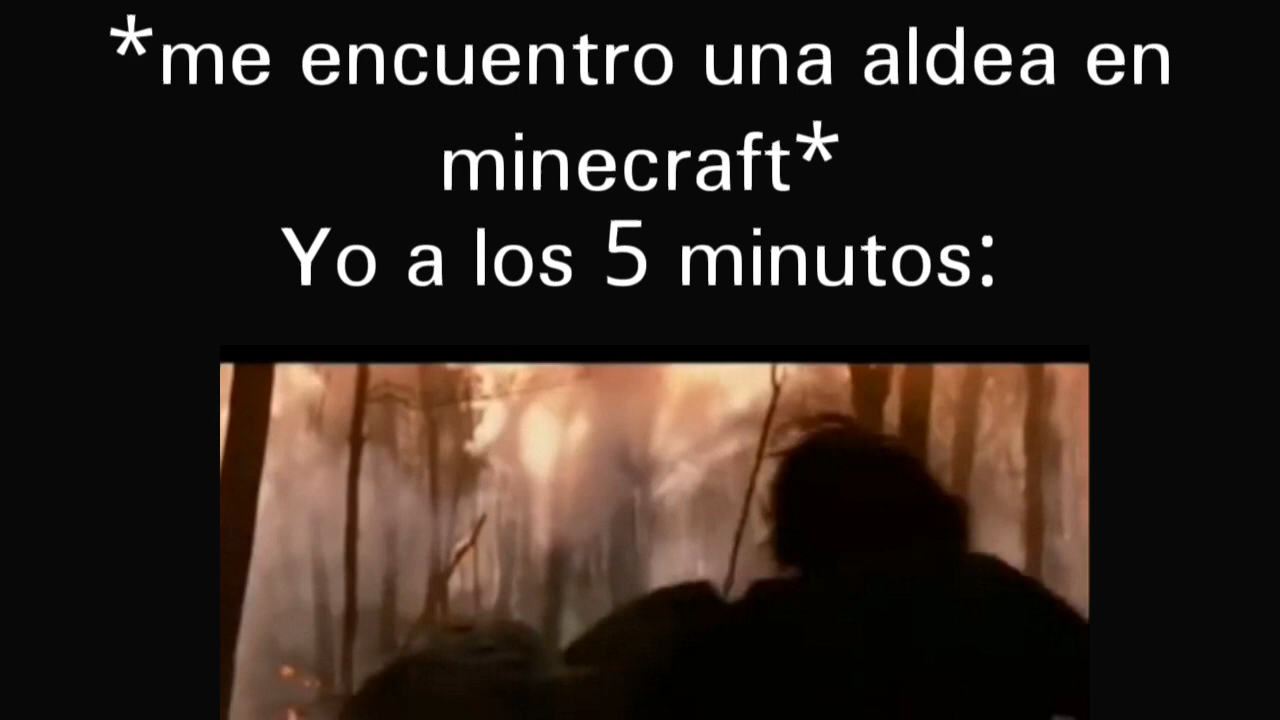 *me encuentro una aldea en
minecraft*
Yo a los 5 minutos: